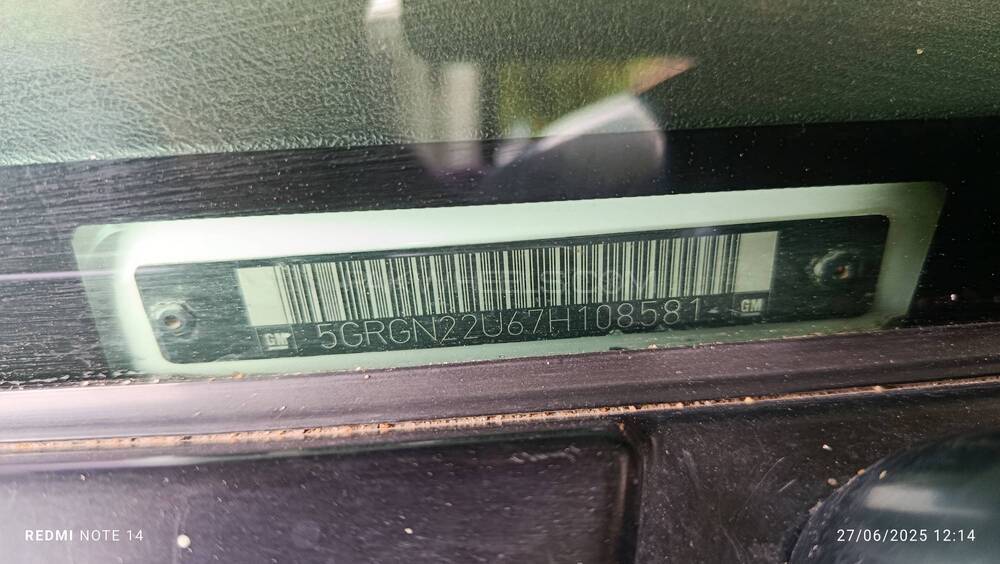 GM 5GRGN22U67H108581 GM
REDMI NOTE 14
27/06/2025 12:14